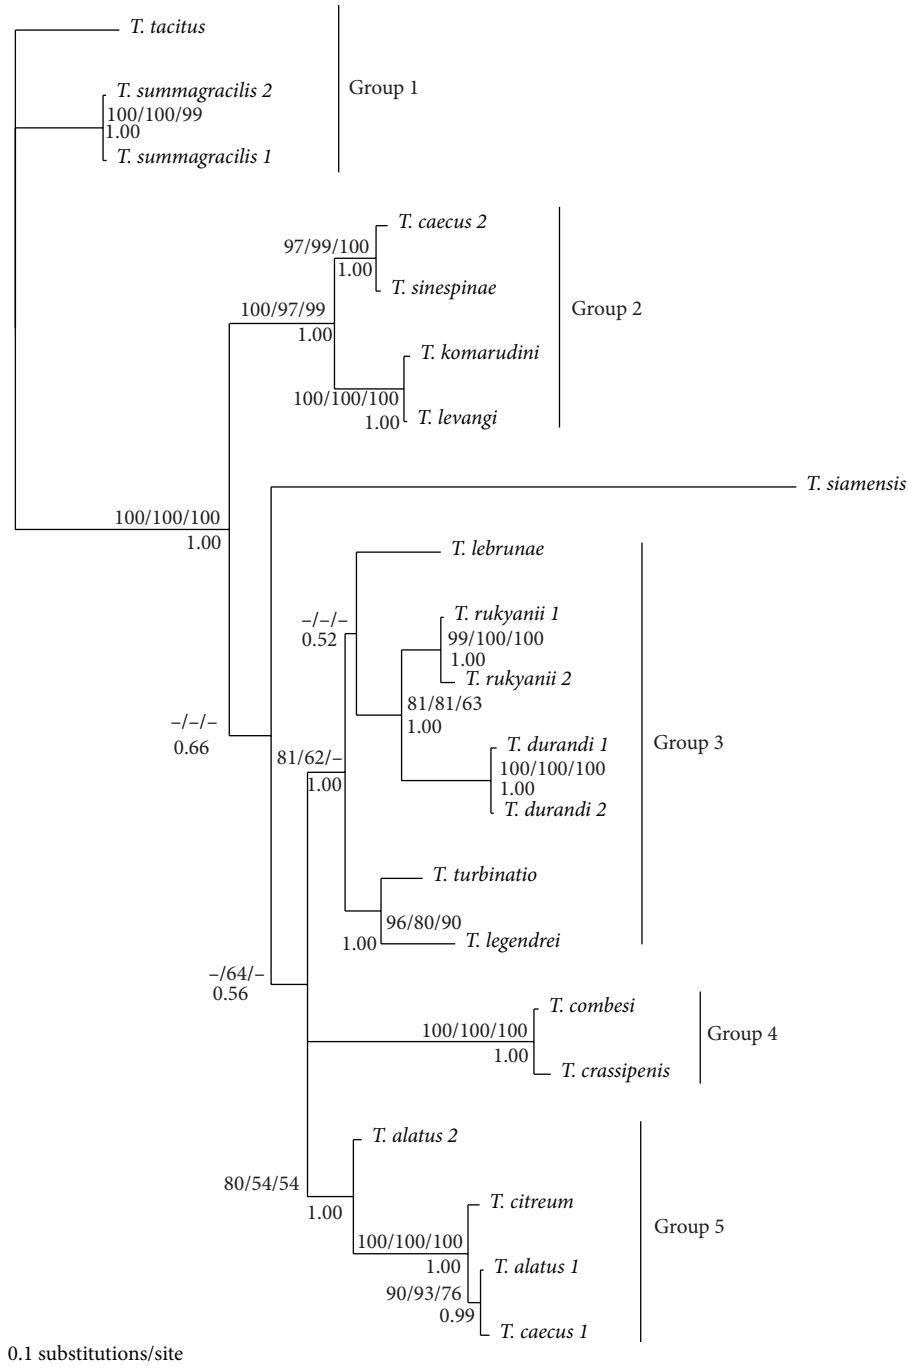 T. tacitus
T. summagracilis 2
Group 1
100/100/99
1.00
T. summagracilis 1
T. caecus 2
97/99/100
1.00
T. sinespinae
100/97/99
Group 2
1.00
T. komarudini
100/100/100
T. levangi
1.00
T. siamensis
100/100/100
1.00
T. lebrunae
T. rukyanii 1
–/–/–
0.52
99/100/100
1.00
T. rukyanii 2
81/81/63
1.00
–/–/–
0.66
T. durandi 1
Group 3
81/62/–
1.00
100/100/100
1.00
T. durandi 2
T. turbinatio
96/80/90
1.00
T. legendrei
–/64/–
0.56
T. combesi
100/100/100
1.00
Group 4
T. crassipenis
T. alatus 2
80/54/54
1.00
T. citreum
Group 5
100/100/100
1.00
T. alatus 1
90/93/76
0.99
T. caecus 1
0.1 substitutions/site